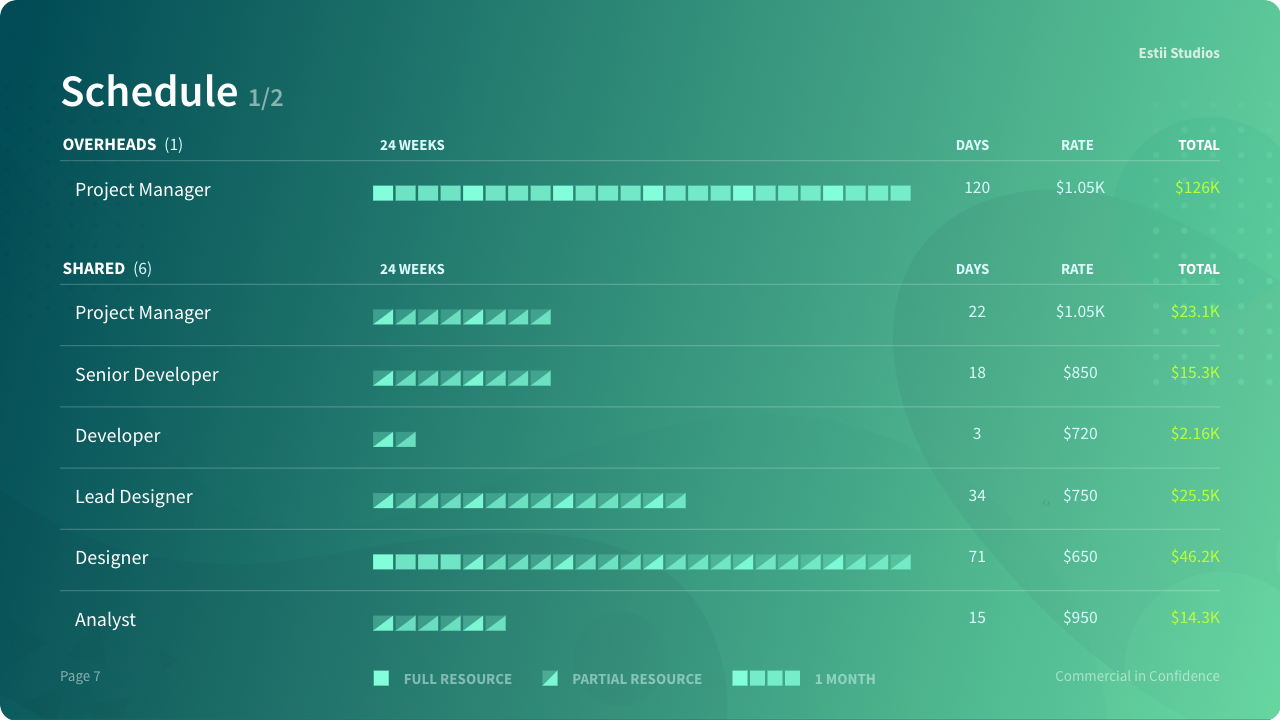 Estii Studios
Schedule 1/2
OVERHEADS (1) 24 WEEKS DAYS RATE TOTAL
Project Manager 120 $1.05K $126K
SHARED (6) 24 WEEKS DAYS RATE TOTAL
Project Manager 22 $1.05K $23.1K
Senior Developer 18 $850 $15.3K
Developer 3 $720 $2.16K
Lead Designer 34 $750 $25.5K
Designer 71 $650 $46.2K
Analyst 15 $950 $14.3K
Page 7 FULL RESOURCE PARTIAL RESOURCE 1 MONTH Commercial in Confidence